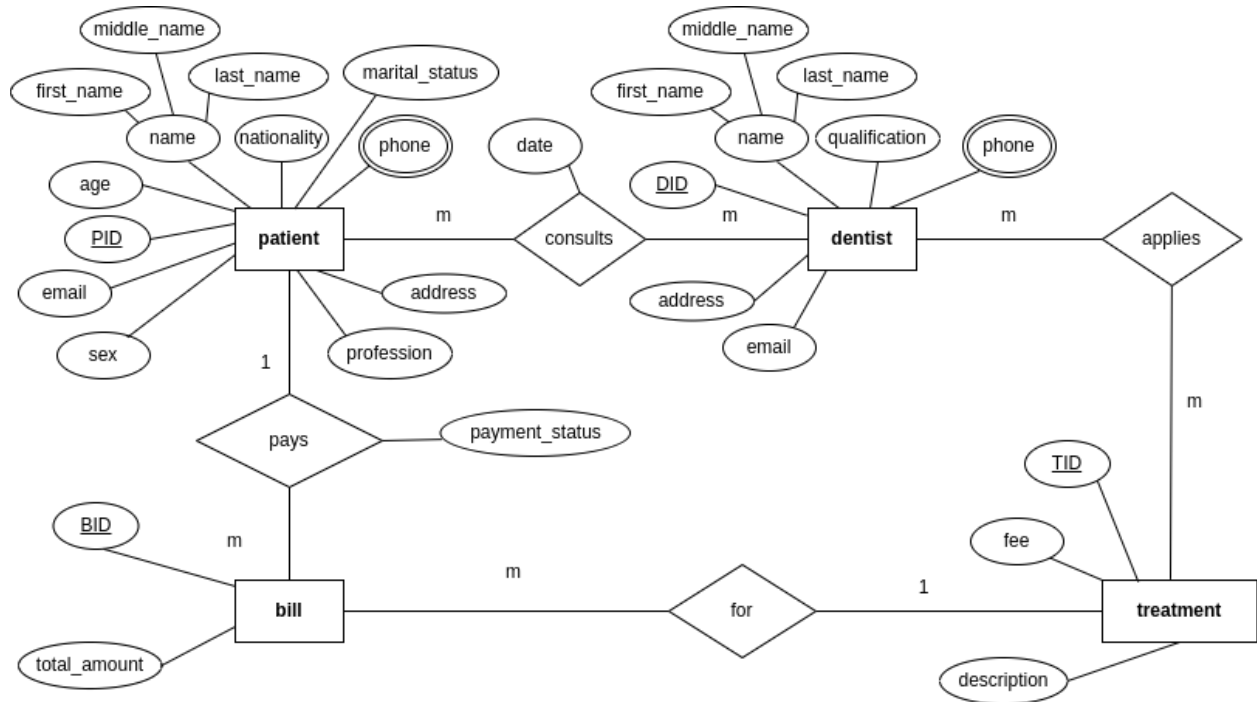 middle_name
middle_name
first_name
last_name
marital_status
first_name
last_name
name
nationality
phone
date
name
qualification
phone
age
DID
PID
patient
m
consults
m
dentist
m
applies
email
address
address
sex
profession
email
1
m
pays
payment_status
TID
BID
fee
m
m
1
bill
for
treatment
total_amount
description